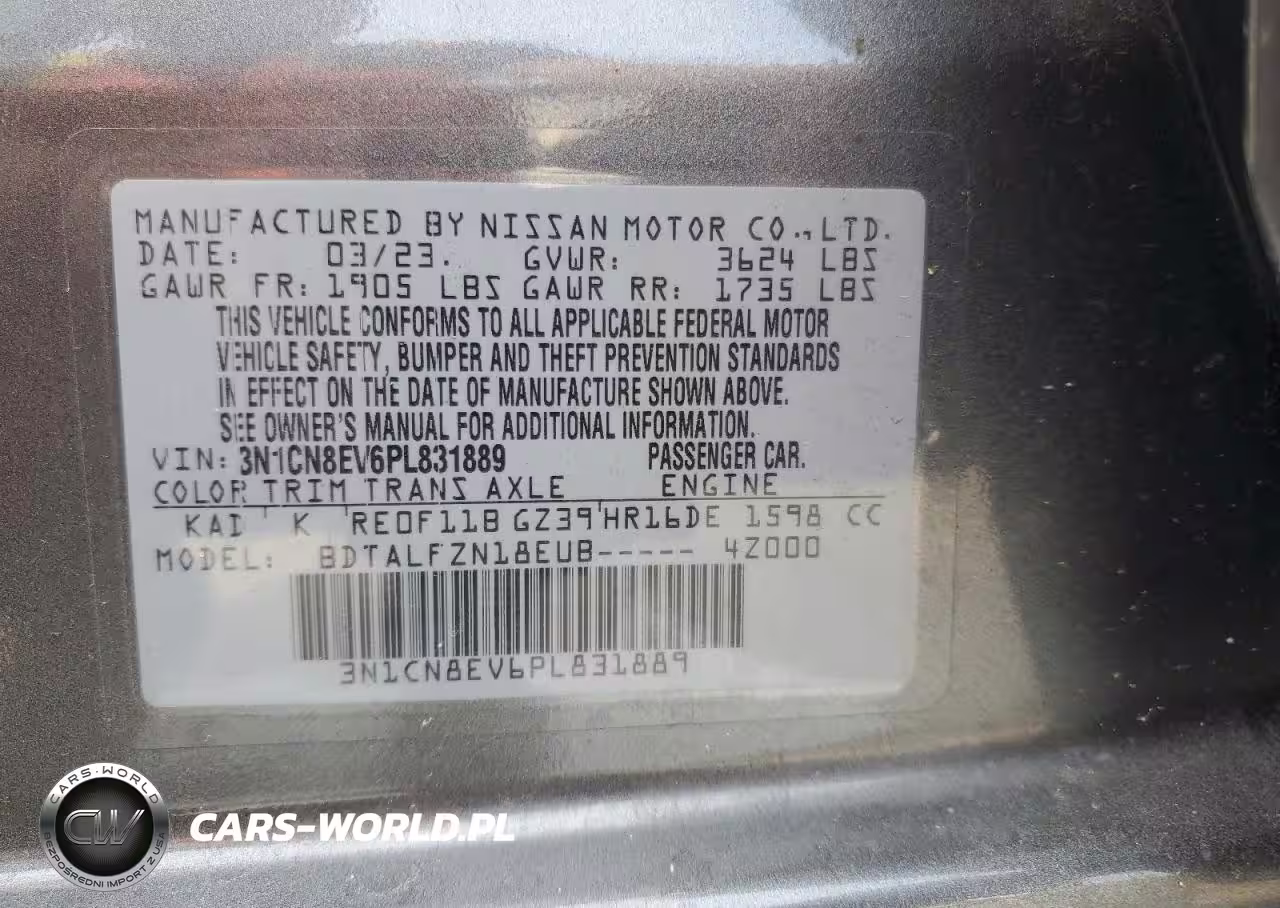 MANUFACTURED BY NISSAN MOTOR CO., LTD.
DATE: 03/23. GVWR: 3624 LBS
GAWR FR: 1905 LBS GAWR RR: 1735 LBS
THIS VEHICLE CONFORMS TO ALL APPLICABLE FEDERAL MOTOR
VEHICLE SAFETY, BUMPER AND THEFT PREVENTION STANDARDS
IN EFFECT ON THE DATE OF MANUFACTURE SHOWN ABOVE.
SEE OWNER'S MANUAL FOR ADDITIONAL INFORMATION.
VIN: 3N1CN8EV6PL831889 PASSENGER CAR.
COLOR TRIM TRANS AXLE ENGINE
KAD K RE0F11B GZ39 HR16DE 1598 CC
MODEL: BDTALFZN18EUB----- 4Z000
3N1CN8EV6PL831889
CARS-WORLD
CW
BEZPOŚREDNI IMPORT Z USA
CARS-WORLD.PL